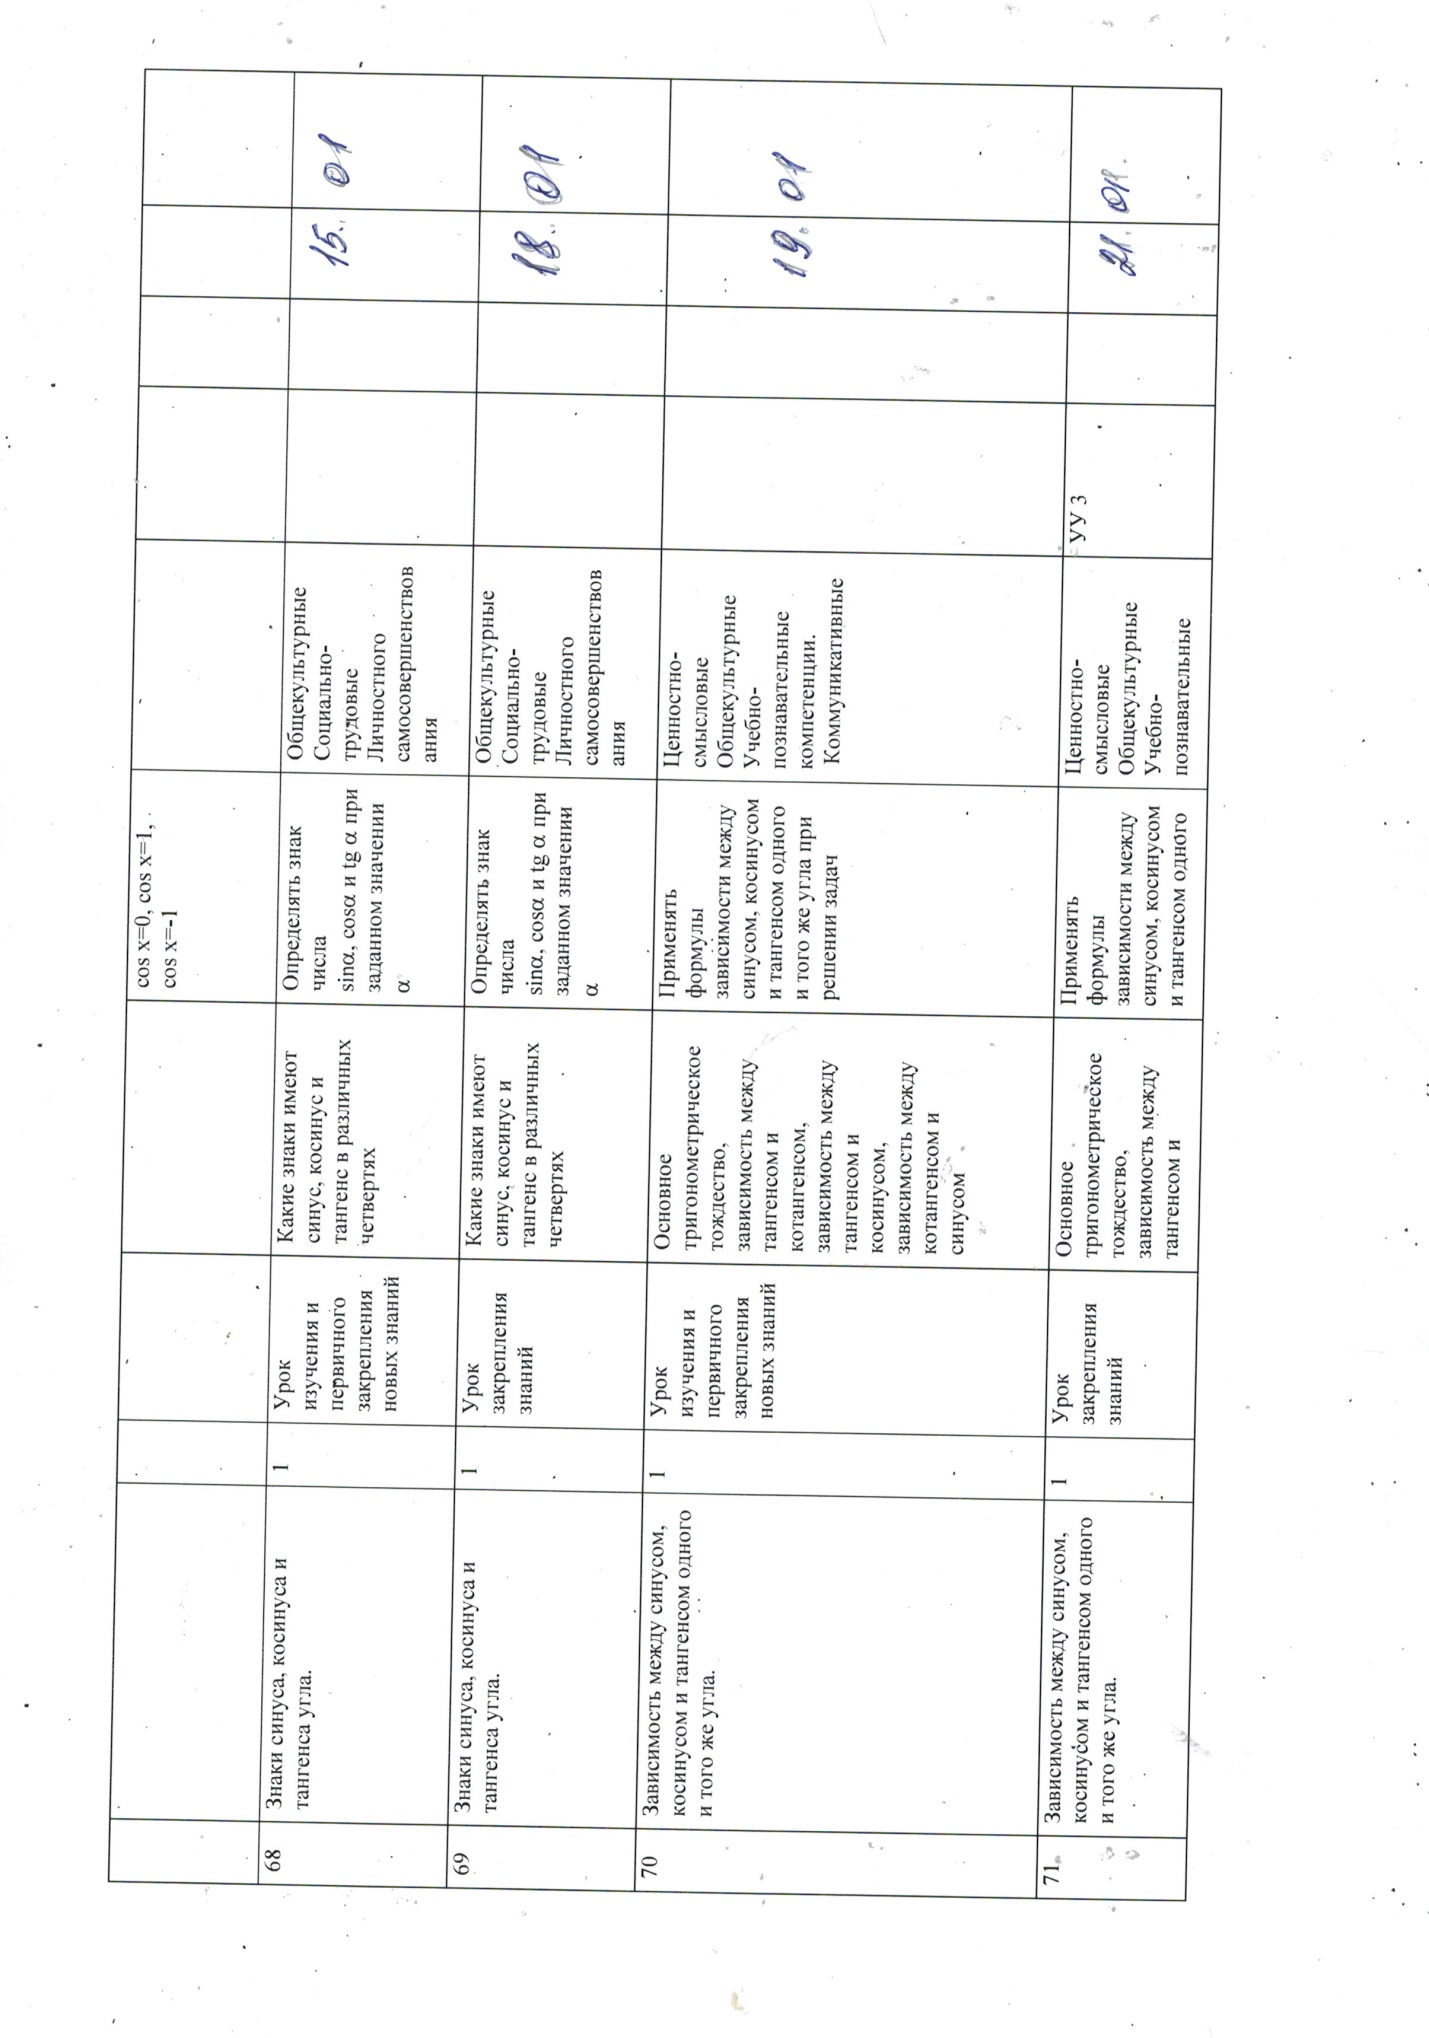 cos x=0, cos x=1,
cos x=-1
68
Знаки синуса, косинуса и
тангенса угла.
1
Урок
изучения и
первичного
закрепления
новых знаний
Какие знаки имеют
синус, косинус и
тангенс в различных
четвертях
Определять знак
числа
sinα, cosα и tg α при
заданном значении
α
Общекультурные
Социально-
трудовые
Личностного
самосовершенствов
ания
15. 01
69
Знаки синуса, косинуса и
тангенса угла.
1
Урок
закрепления
знаний
Какие знаки имеют
синус, косинус и
тангенс в различных
четвертях
Определять знак
числа
sinα, cosα и tg α при
заданном значении
α
Общекультурные
Социально-
трудовые
Личностного
самосовершенствов
ания
18. 01
70
Зависимость между синусом,
косинусом и тангенсом одного
и того же угла.
1
Урок
изучения и
первичного
закрепления
новых знаний
Основное
тригонометрическое
тождество,
зависимость между
тангенсом и
котангенсом,
зависимость между
тангенсом и
косинусом,
зависимость между
котангенсом и
синусом
Применять
формулы
зависимости между
синусом, косинусом
и тангенсом одного
и того же угла при
решении задач
Ценностно-
смысловые
Общекультурные
Учебно-
познавательные
компетенции.
Коммуникативные
19. 01
71
Зависимость между синусом,
косинусом и тангенсом одного
и того же угла.
1
Урок
закрепления
знаний
Основное
тригонометрическое
тождество,
зависимость между
тангенсом и
Применять
формулы
зависимости между
синусом, косинусом
и тангенсом одного
Ценностно-
смысловые
Общекультурные
Учебно-
познавательные
УУ 3
21. 01.